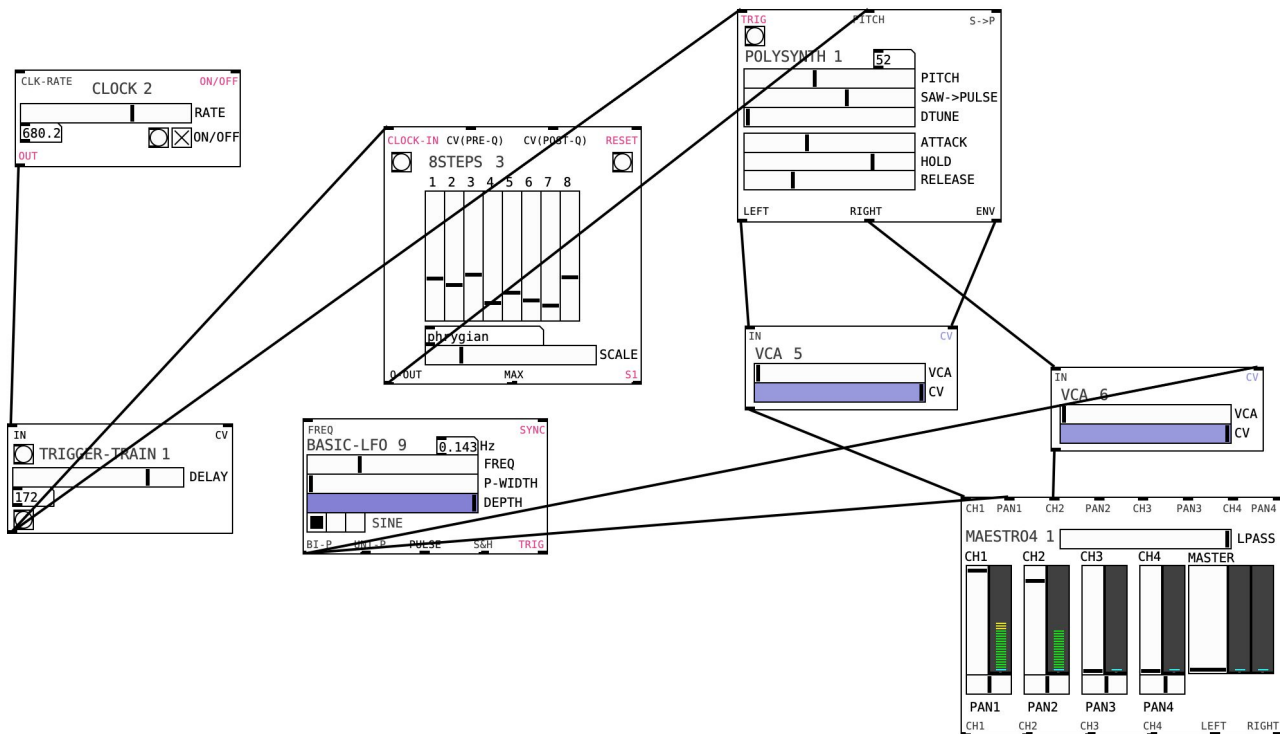 CLK-RATE ON/OFF
CLOCK 2
RATE
680.2
ON/OFF
OUT
CLOCK-IN CV(PRE-Q) CV(POST-Q) RESET
8STEPS 3
1 2 3 4 5 6 7 8
phrygian
SCALE
Q-OUT MAX S1
TRIG PITCH S->P
POLYSYNTH 1 52
PITCH
SAW->PULSE
DTUNE
ATTACK
HOLD
RELEASE
LEFT RIGHT ENV
IN CV
VCA 5
VCA
CV
IN CV
VCA 6
VCA
CV
IN CV
TRIGGER-TRAIN 1
DELAY
172
FREQ SYNC
BASIC-LFO 9 0.143 Hz
FREQ
P-WIDTH
DEPTH
SINE
BI-P UNI-P PULSE S&H TRIG
CH1 PAN1 CH2 PAN2 CH3 PAN3 CH4 PAN4
MAESTRO4 1 LPASS
CH1 CH2 CH3 CH4 MASTER
PAN1 PAN2 PAN3 PAN4
CH1 CH2 CH3 CH4 LEFT RIGHT